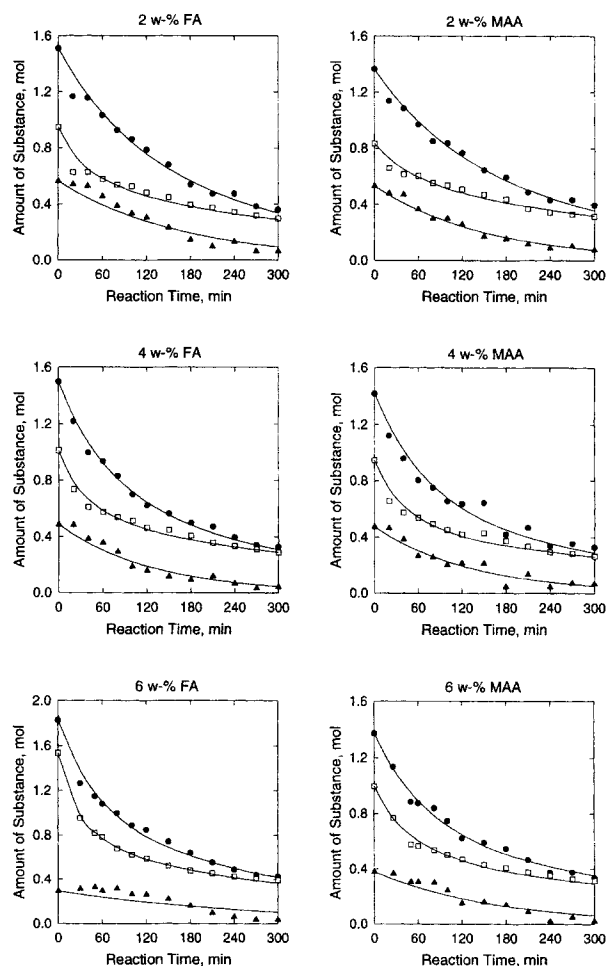 2 w-% FA
1.6
1.2
0.8
0.4
0.0
Amount of Substance, mol
0 60 120 180 240 300
Reaction Time, min
2 w-% MAA
1.6
1.2
0.8
0.4
0.0
Amount of Substance, mol
0 60 120 180 240 300
Reaction Time, min
4 w-% FA
1.6
1.2
0.8
0.4
0.0
Amount of Substance, mol
0 60 120 180 240 300
Reaction Time, min
4 w-% MAA
1.6
1.2
0.8
0.4
0.0
Amount of Substance, mol
0 60 120 180 240 300
Reaction Time, min
6 w-% FA
2.0
1.6
1.2
0.8
0.4
0.0
Amount of Substance, mol
0 60 120 180 240 300
Reaction Time, min
6 w-% MAA
1.6
1.2
0.8
0.4
0.0
Amount of Substance, mol
0 60 120 180 240 300
Reaction Time, min